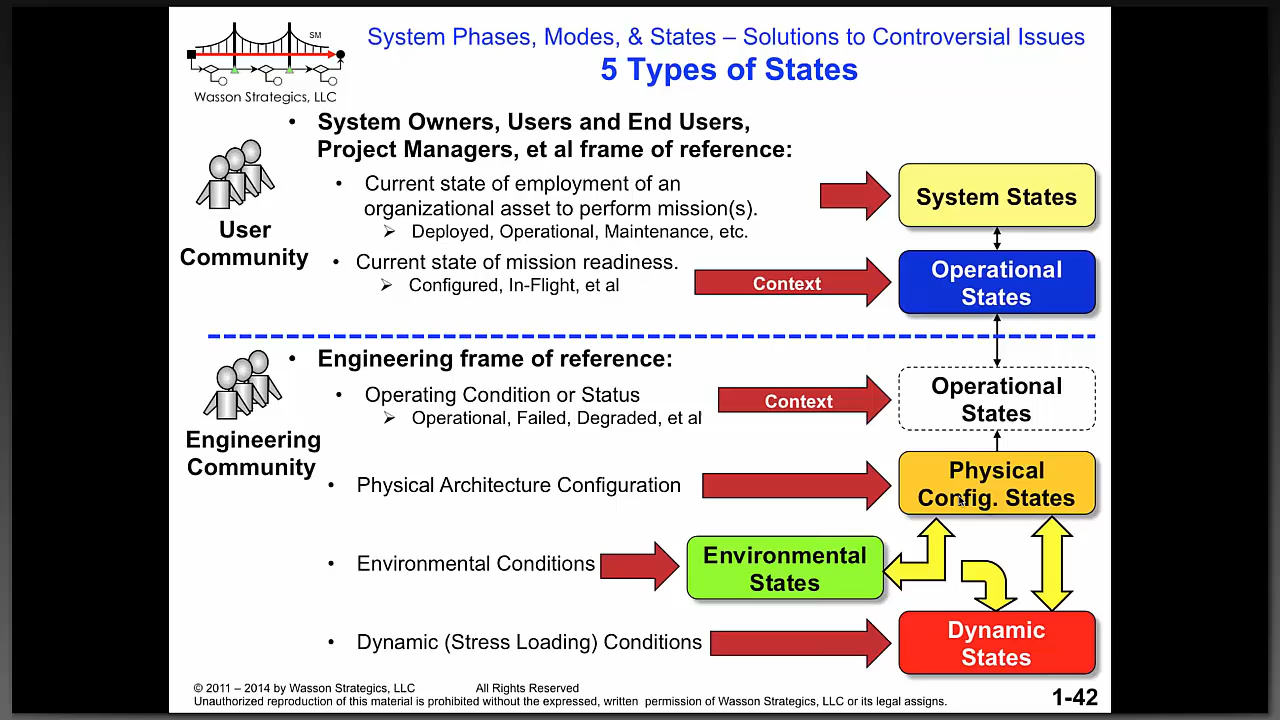 System Phases, Modes, & States – Solutions to Controversial Issues
5 Types of States
SM
Wasson Strategics, LLC
• System Owners, Users and End Users,
Project Managers, et al frame of reference:
• Current state of employment of an
organizational asset to perform mission(s).
➢ Deployed, Operational, Maintenance, etc.
System States
User
Community
• Current state of mission readiness.
➢ Configured, In-Flight, et al
Context
Operational
States
• Engineering frame of reference:
• Operating Condition or Status
➢ Operational, Failed, Degraded, et al
Context
Operational
States
Engineering
Community
• Physical Architecture Configuration
Physical
Config. States
• Environmental Conditions
Environmental
States
• Dynamic (Stress Loading) Conditions
Dynamic
States
© 2011 – 2014 by Wasson Strategics, LLC All Rights Reserved
Unauthorized reproduction of this material is prohibited without the expressed, written permission of Wasson Strategics, LLC or its legal assigns.
1-42